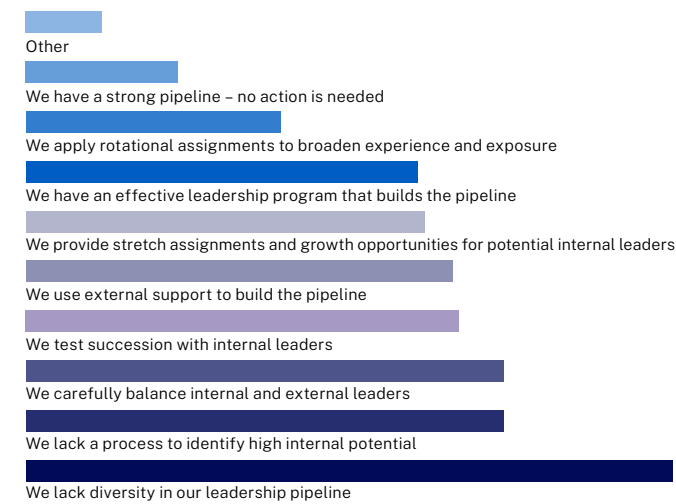 Other
We have a strong pipeline – no action is needed
We apply rotational assignments to broaden experience and exposure
We have an effective leadership program that builds the pipeline
We provide stretch assignments and growth opportunities for potential internal leaders
We use external support to build the pipeline
We test succession with internal leaders
We carefully balance internal and external leaders
We lack a process to identify high internal potential
We lack diversity in our leadership pipeline